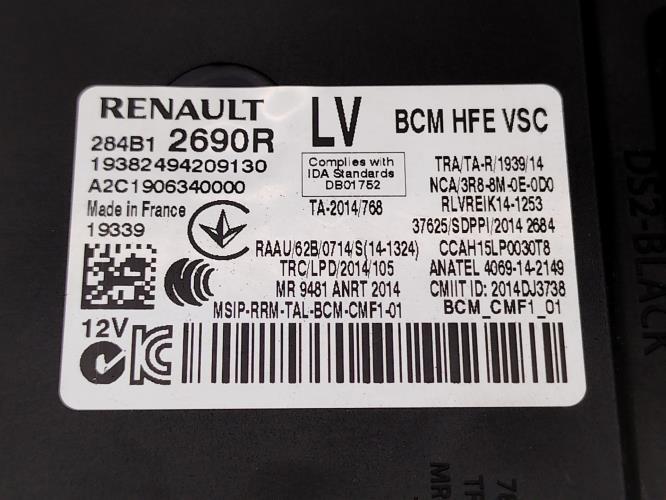 RENAULT LV BCM HFE VSC
284B1 2690R
19382494209130
A2C1906340000
Made in France
19339
Complies with
IDA Standards
DB01752
TRA/TA-R/1939/14
NCA/3R8-8M-0E-0D0
TA-2014/768 RLVREIK14-1253
37625/SDPPI/2014 2684
RAAU/62B/0714/S(14-1324) CCAH15LP0030T8
TRC/LPD/2014/105 ANATEL 4069-14-2149
MR 9481 ANRT 2014 CMIIT ID: 2014DJ3738
MSIP-RRM-TAL-BCM-CMF1-01 BCM_CMF1_01
12V
DS2-BLACK